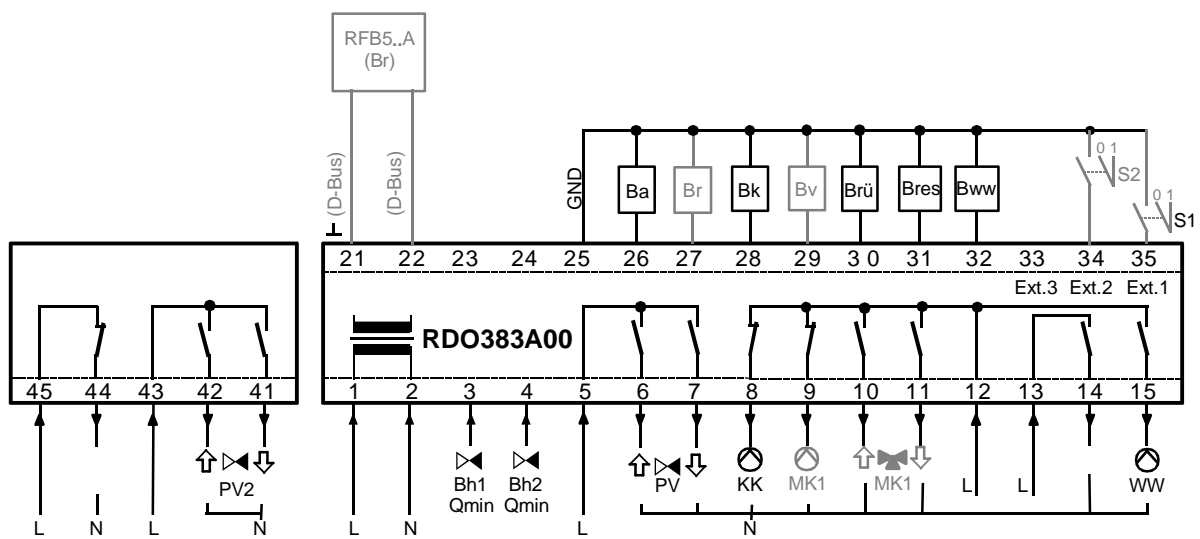 RFB5..A
(Br)
(D-Bus)
(D-Bus)
GND
Ba
Br
Bk
Bv
Brü
Bres
Bww
0 1
S2
0 1
S1
21 22 23 24 25 26 27 28 29 3 0 31 32 33 34 35
Ext.3 Ext.2 Ext.1
RDO383A00
45 44 43 42 41
1 2 3 4 5 6 7 8 9 10 11 12 13 14 15
PV2
Bh1
Qmin
Bh2
Qmin
PV
KK
MK1
MK1
L
L
WW
L N L N
L N L N